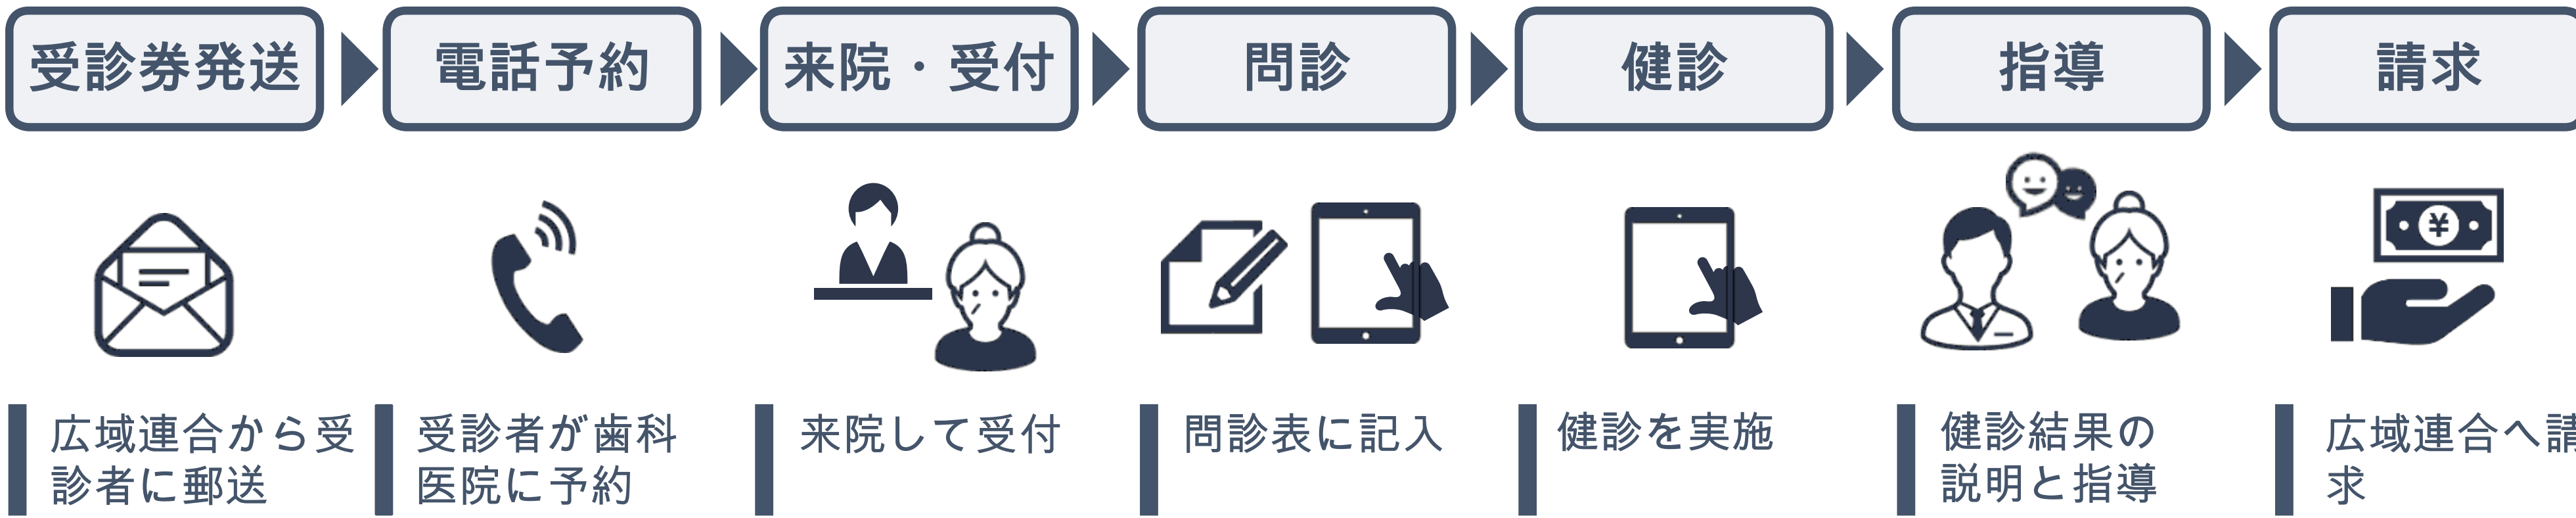 受診券発送
電話予約
来院・受付
問診
健診
指導
請求
¥
広域連合から受
診者に郵送
受診者が歯科
医院に予約
来院して受付
問診表に記入
健診を実施
健診結果の
説明と指導
広域連合へ請
求